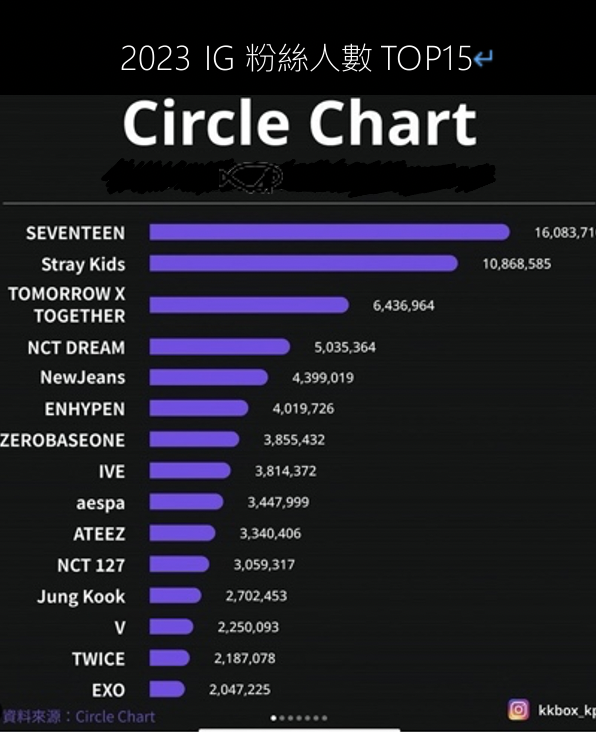 2023 IG 粉絲人數 TOP15↵
Circle Chart
SEVENTEEN 16,083,71
Stray Kids 10,868,585
TOMORROW X
TOGETHER 6,436,964
NCT DREAM 5,035,364
NewJeans 4,399,019
ENHYPEN 4,019,726
ZEROBASEONE 3,855,432
IVE 3,814,372
aespa 3,447,999
ATEEZ 3,340,406
NCT 127 3,059,317
Jung Kook 2,702,453
V 2,250,093
TWICE 2,187,078
EXO 2,047,225
資料來源：Circle Chart
kkbox_kp